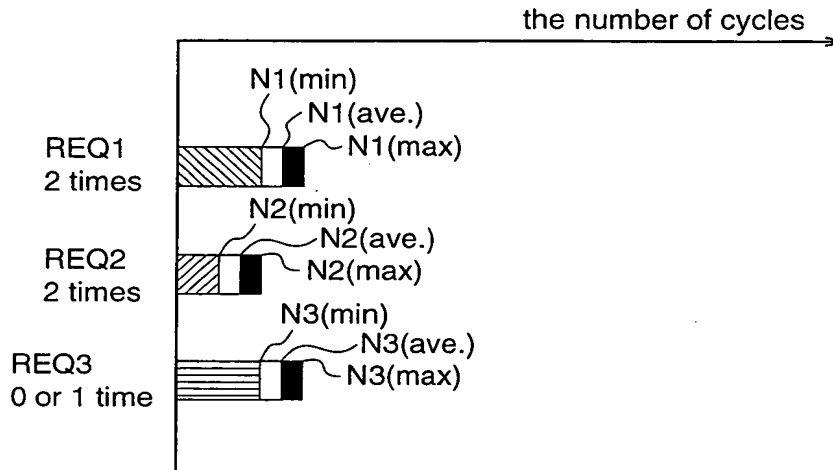 the number of cycles
N1(min)
N1(ave.)
N1(max)
REQ1
2 times
N2(min)
N2(ave.)
N2(max)
REQ2
2 times
N3(min)
N3(ave.)
N3(max)
REQ3
0 or 1 time